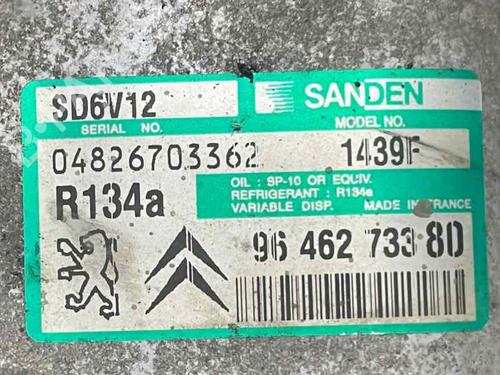 SD6V12
SANDEN
SERIAL NO.
MODEL NO.
04826703362
1439F
R134a
OIL : SP-10 OR EQUIV.
REFRIGERANT : R134a
VARIABLE DISP. MADE IN FRANCE
96 462 733 80